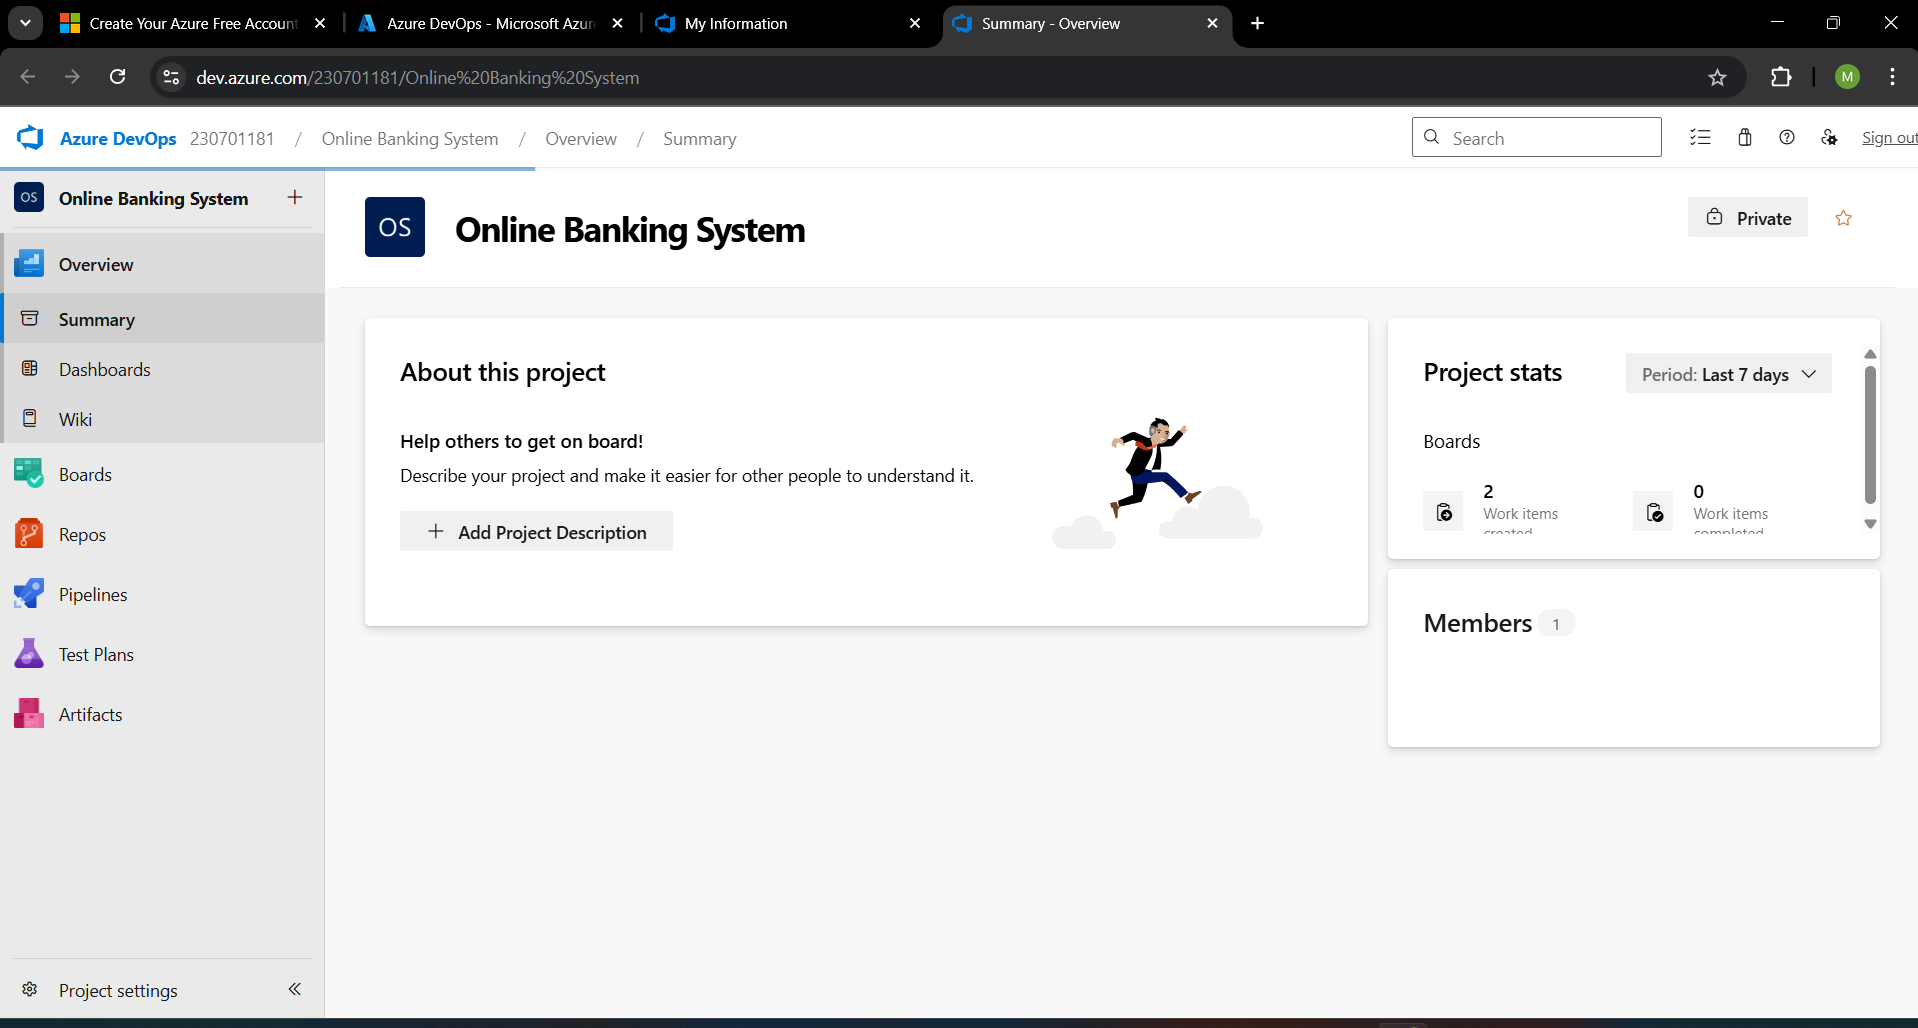 Create Your Azure Free Account
Azure DevOps - Microsoft Azure
My Information
Summary - Overview
dev.azure.com/230701181/Online%20Banking%20System
M
Azure DevOps 230701181 / Online Banking System / Overview / Summary
Search
Sign out
OS Online Banking System
Overview
Summary
Dashboards
Wiki
Boards
Repos
Pipelines
Test Plans
Artifacts
Project settings
OS
Online Banking System
Private
About this project
Help others to get on board!
Describe your project and make it easier for other people to understand it.
Add Project Description
Project stats
Period: Last 7 days
Boards
2
Work items
created
0
Work items
completed
Members 1